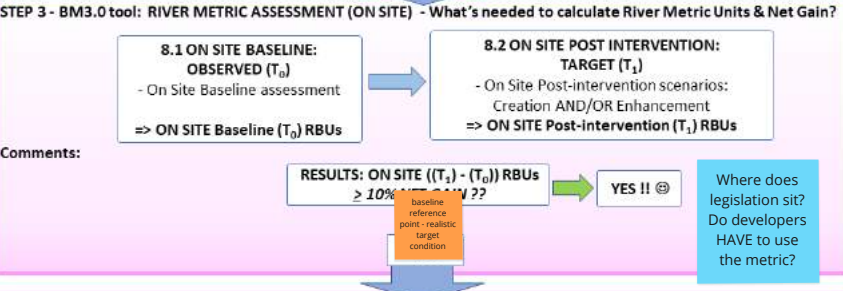 STEP 3 - BM3.0 tool: RIVER METRIC ASSESSMENT (ON SITE) - What's needed to calculate River Metric Units & Net Gain?
8.1 ON SITE BASELINE:
OBSERVED (T₀)
- On Site Baseline assessment
=> ON SITE Baseline (T₀) RBUs
8.2 ON SITE POST INTERVENTION:
TARGET (T₁)
- On Site Post-intervention scenarios:
Creation AND/OR Enhancement
=> ON SITE Post-intervention (T₁) RBUs
Comments:
RESULTS: ON SITE ((T₁) - (T₀)) RBUs
≥ 10% NET GAIN ??
YES !! ☺
baseline
reference
point - realistic
target
condition
Where does
legislation sit?
Do developers
HAVE to use
the metric?